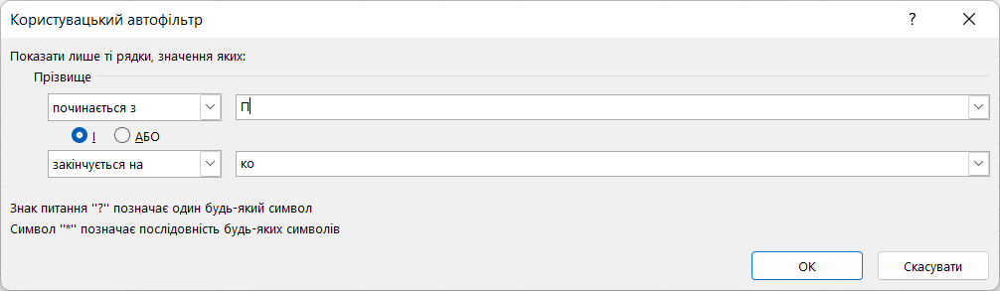 Користувацький автофільтр ?
Показати лише ті рядки, значення яких:
Прізвище
починається з П
І АБО
закінчується на ко
Знак питання "?" позначає один будь-який символ
Символ "*" позначає послідовність будь-яких символів
ОК Скасувати